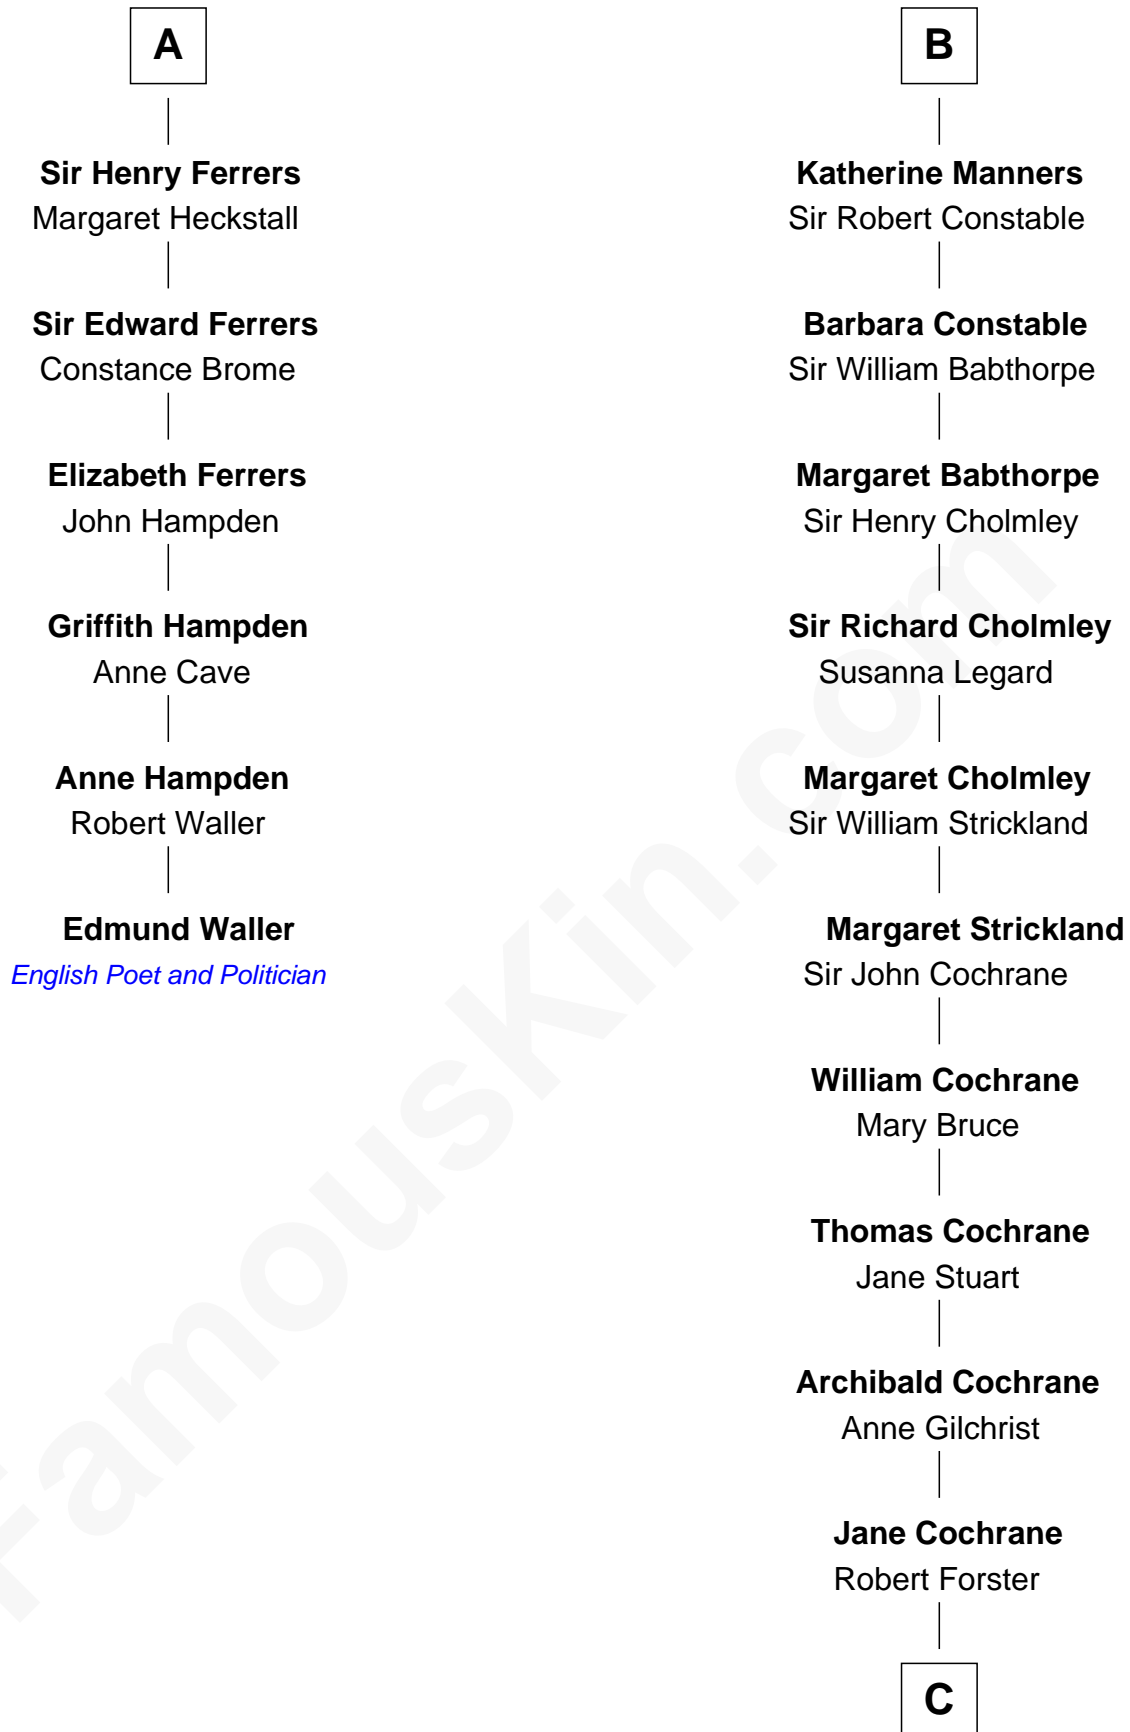 A
Sir Henry Ferrers
Margaret Heckstall
Sir Edward Ferrers
Constance Brome
Elizabeth Ferrers
John Hampden
Griffith Hampden
Anne Cave
Anne Hampden
Robert Waller
Edmund Waller
English Poet and Politician
B
Katherine Manners
Sir Robert Constable
Barbara Constable
Sir William Babthorpe
Margaret Babthorpe
Sir Henry Cholmley
Sir Richard Cholmley
Susanna Legard
Margaret Cholmley
Sir William Strickland
Margaret Strickland
Sir John Cochrane
William Cochrane
Mary Bruce
Thomas Cochrane
Jane Stuart
Archibald Cochrane
Anne Gilchrist
Jane Cochrane
Robert Forster
C
FamousKin.com